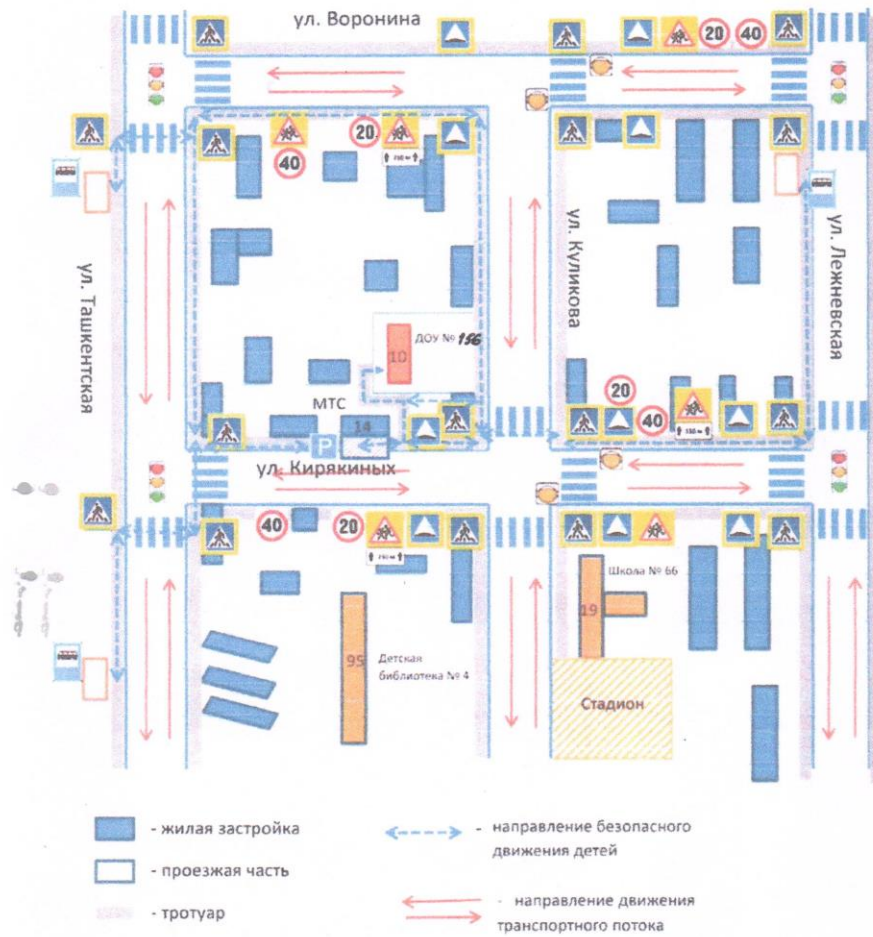 ул. Воронина
20 40
20
40
ул. Ташкентская
ул. Куликова
ул. Лежневская
ДОУ № 156
10
МТС
14
P
20
40
ул. Кирякиных
40 20
Школа № 66
19
95
Детская
библиотека № 4
Стадион
- жилая застройка
- направление безопасного
движения детей
- проезжая часть
- тротуар
- направление движения
транспортного потока